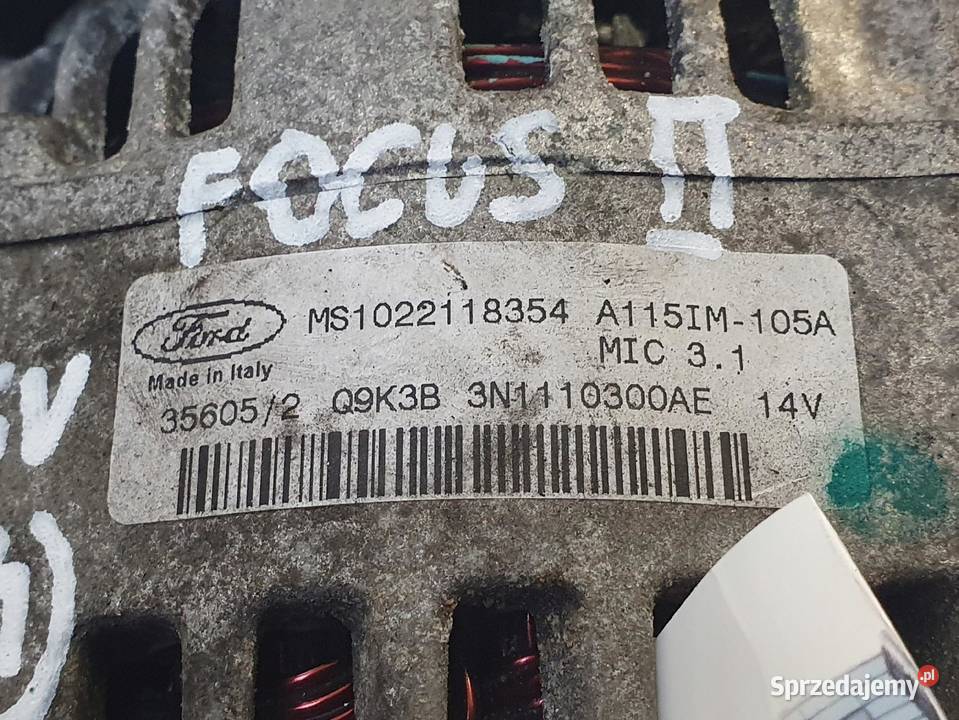 FOCUS II
Ford
MS1022118354 A115IM-105A
Made in Italy
MIC 3.1
35605/2 Q9K3B 3N1110300AE 14V
Sprzedajemy.pl